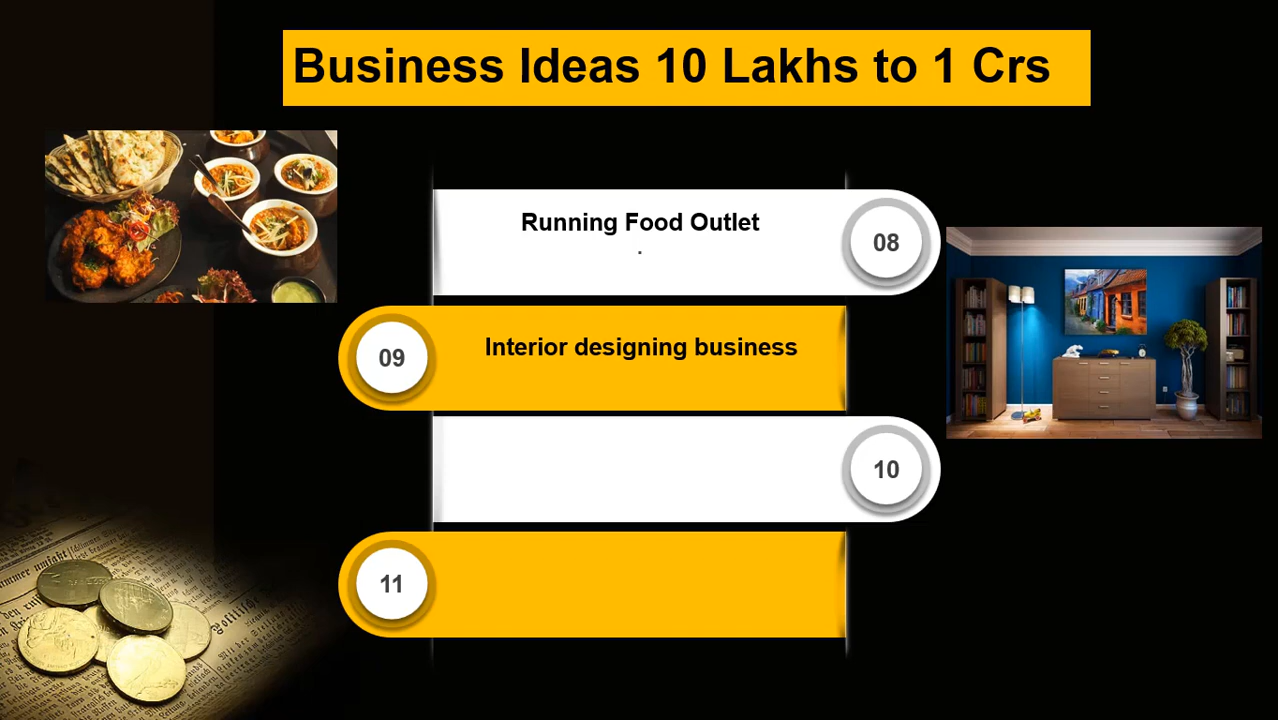 Business Ideas 10 Lakhs to 1 Crs
Running Food Outlet
.
08
09
Interior designing business
10
11